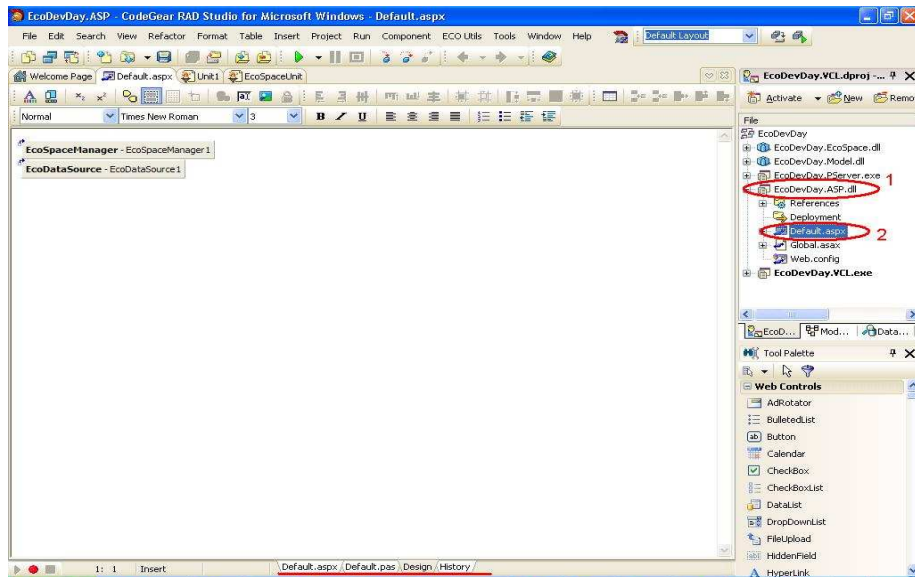 EcoDevDay.ASP - CodeGear RAD Studio for Microsoft Windows - Default.aspx
File Edit Search View Refactor Format Table Insert Project Run Component ECO Utils Tools Window Help Default Layout
Welcome Page Default.aspx Unit1 EcoSpaceUnit
Normal Times New Roman 3 B I U
EcoSpaceManager - EcoSpaceManager1
EcoDataSource - EcoDataSource1
1: 1 Insert Default.aspx Default.pas Design History
EcoDevDay.VCL.dproj - ...
Activate New Remo
File
EcoDevDay
EcoDevDay.EcoSpace.dll
EcoDevDay.Model.dll
EcoDevDay.PServer.exe 1
EcoDevDay.ASP.dll
References
Deployment
Default.aspx 2
Global.asax
Web.config
EcoDevDay.VCL.exe
EcoD... Mod... Data...
Tool Palette
Web Controls
AdRotator
BulletedList
Button
Calendar
CheckBox
CheckBoxList
DataList
DropDownList
FileUpload
HiddenField
HyperLink